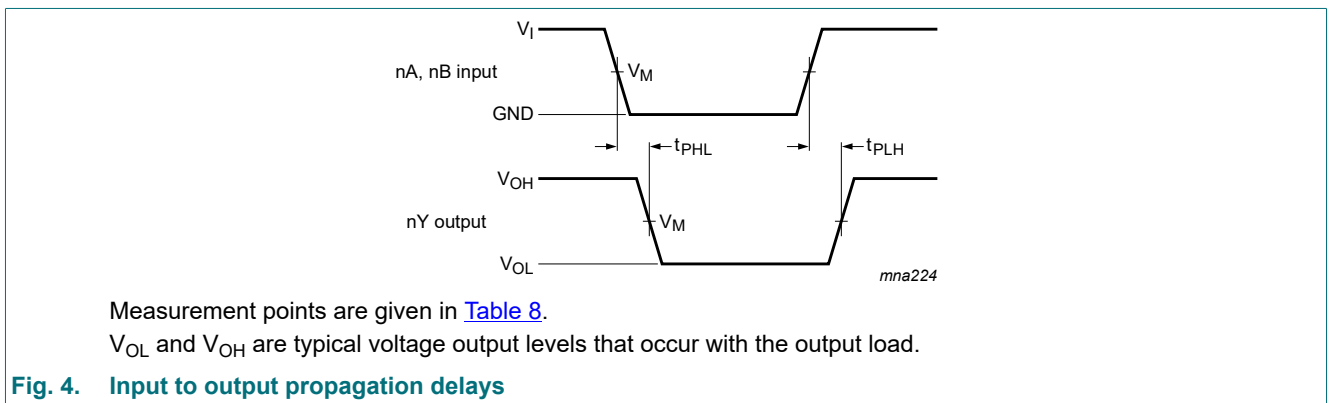 V_I
nA, nB input
V_M
GND
t_PHL
t_PLH
V_OH
nY output
V_M
V_OL
mna224
Measurement points are given in Table 8.
V_OL and V_OH are typical voltage output levels that occur with the output load.
Fig. 4. Input to output propagation delays